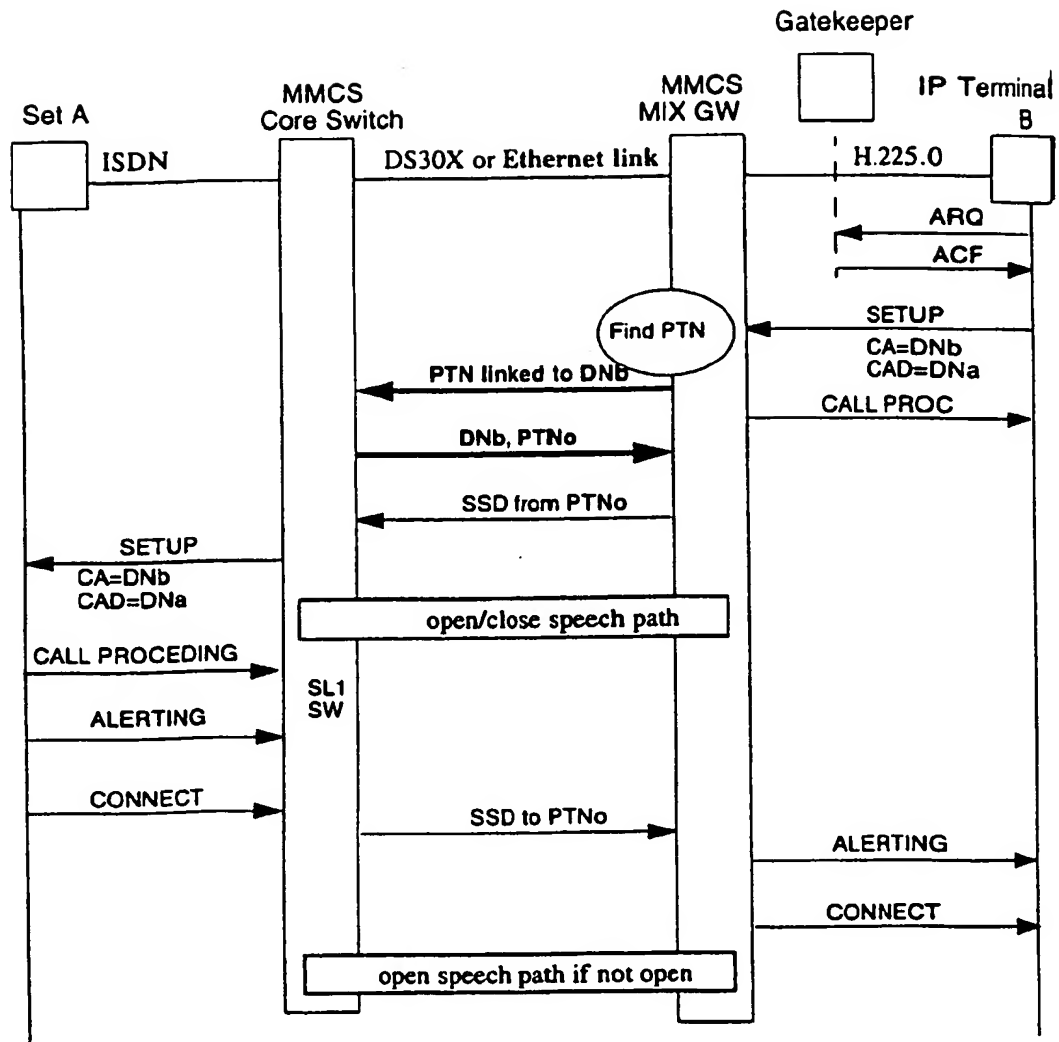 Gatekeeper
Set A
MMCS
Core Switch
MMCS
MIX GW
IP Terminal
B
ISDN
DS30X or Ethernet link
H.225.0
ARQ
ACF
Find PTN
SETUP
CA=DNb
CAD=DNa
PTN linked to DNb
CALL PROC
DNb, PTNo
SSD from PTNo
SETUP
CA=DNb
CAD=DNa
open/close speech path
CALL PROCEDING
SL1
SW
ALERTING
CONNECT
SSD to PTNo
ALERTING
CONNECT
open speech path if not open